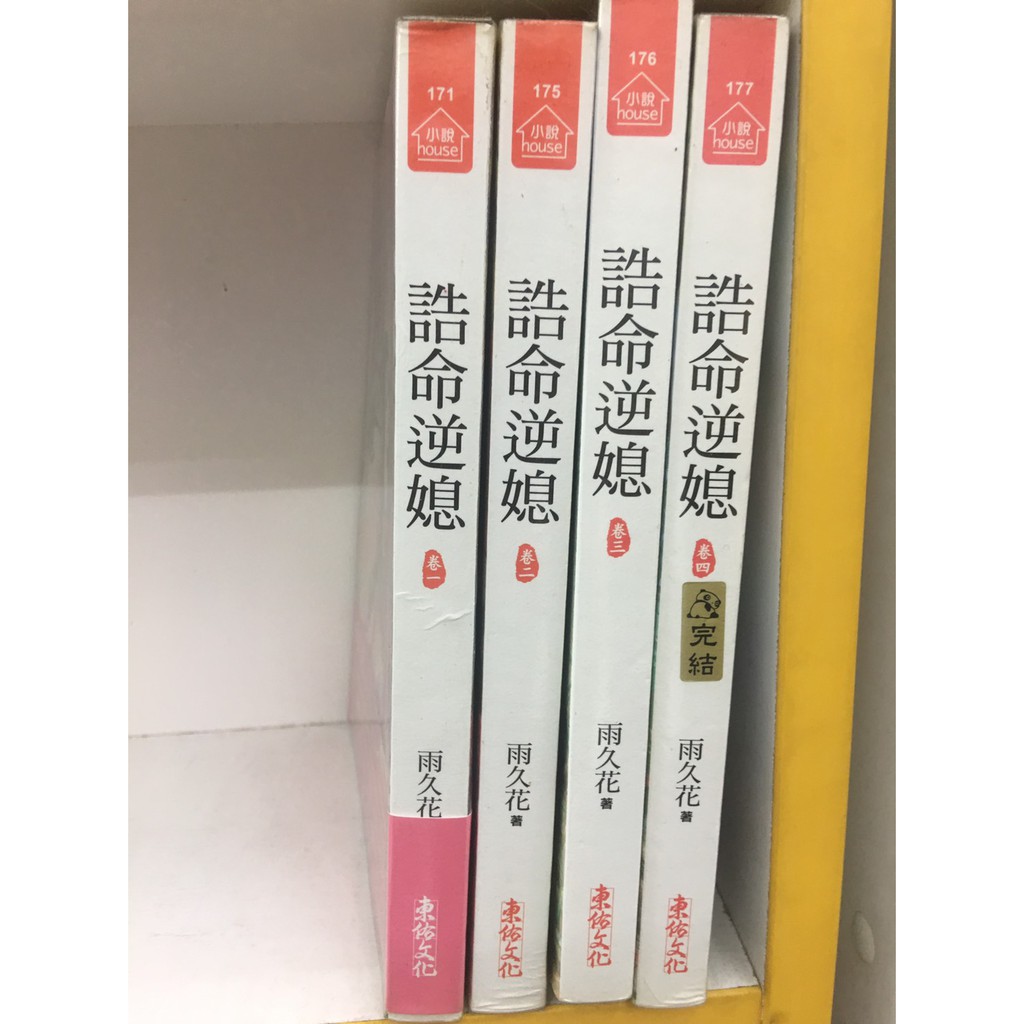 171
小說
house
誥命逆媳
卷一
雨久花
東佑文化
175
小說
house
誥命逆媳
卷二
雨久花 著
東佑文化
176
小說
house
誥命逆媳
卷三
雨久花 著
東佑文化
177
小說
house
誥命逆媳
卷四
完結
雨久花 著
東佑文化